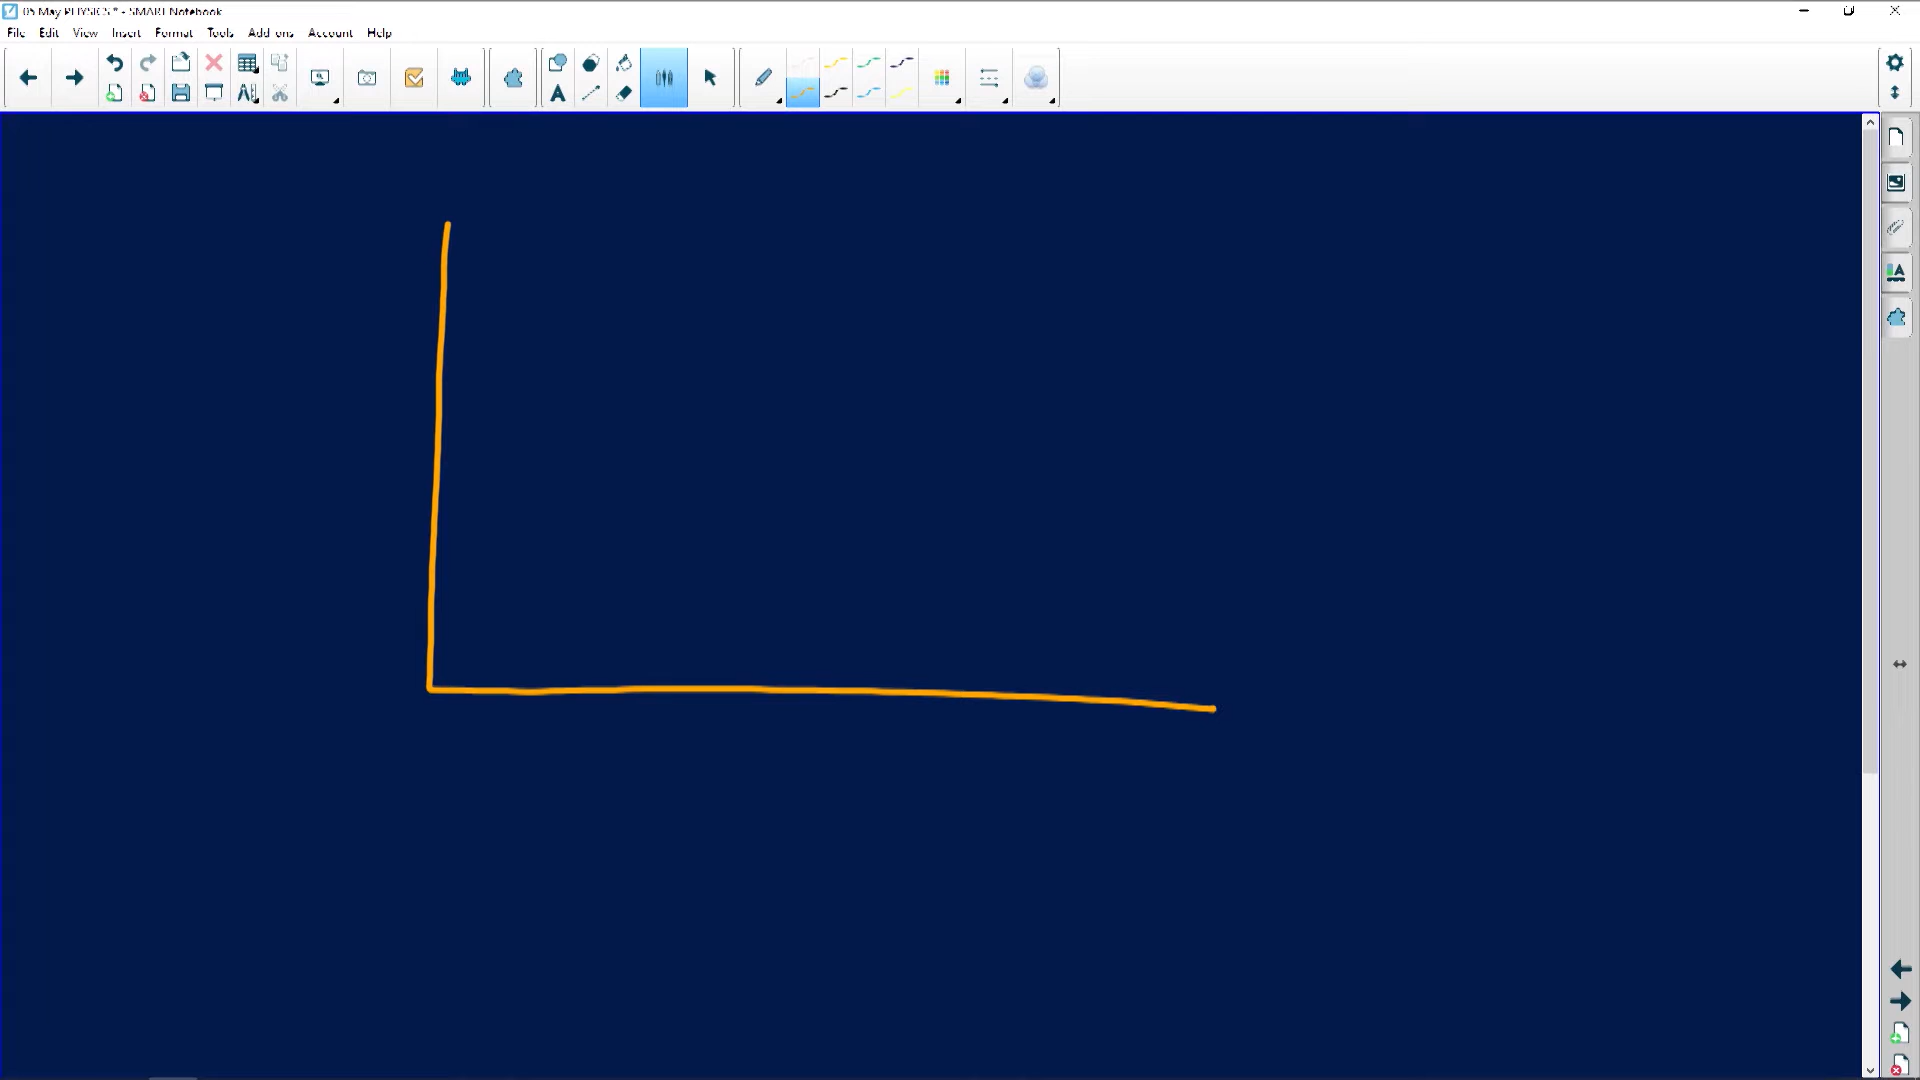 05 May PHYSICS * - SMART Notebook
File Edit View Insert Format Tools Add-ons Account Help